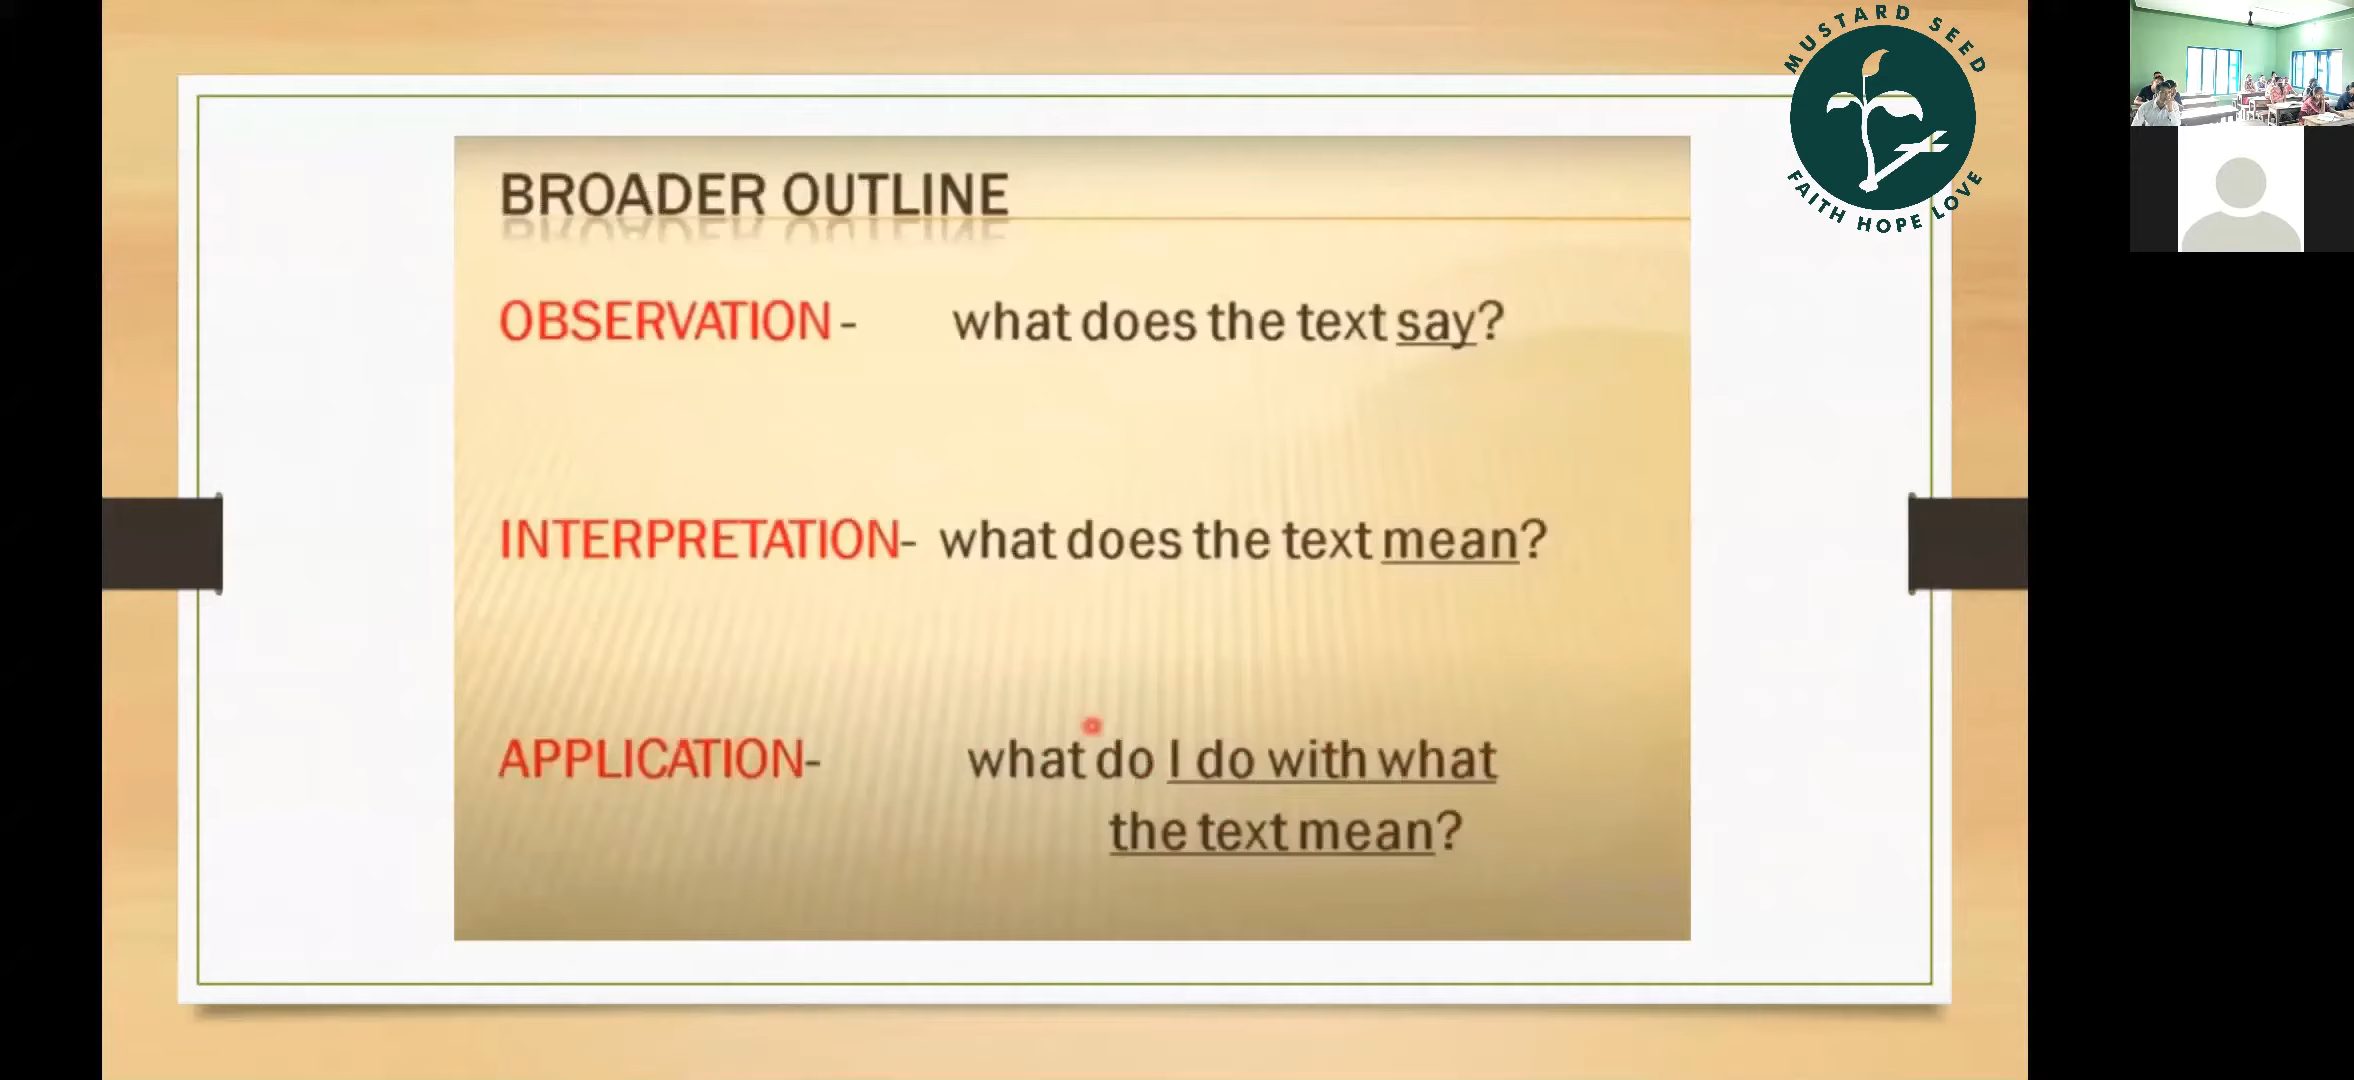 MUSTARD SEED
FAITH HOPE LOVE
BROADER OUTLINE
OBSERVATION - what does the text say?
INTERPRETATION- what does the text mean?
APPLICATION- what do I do with what
the text mean?